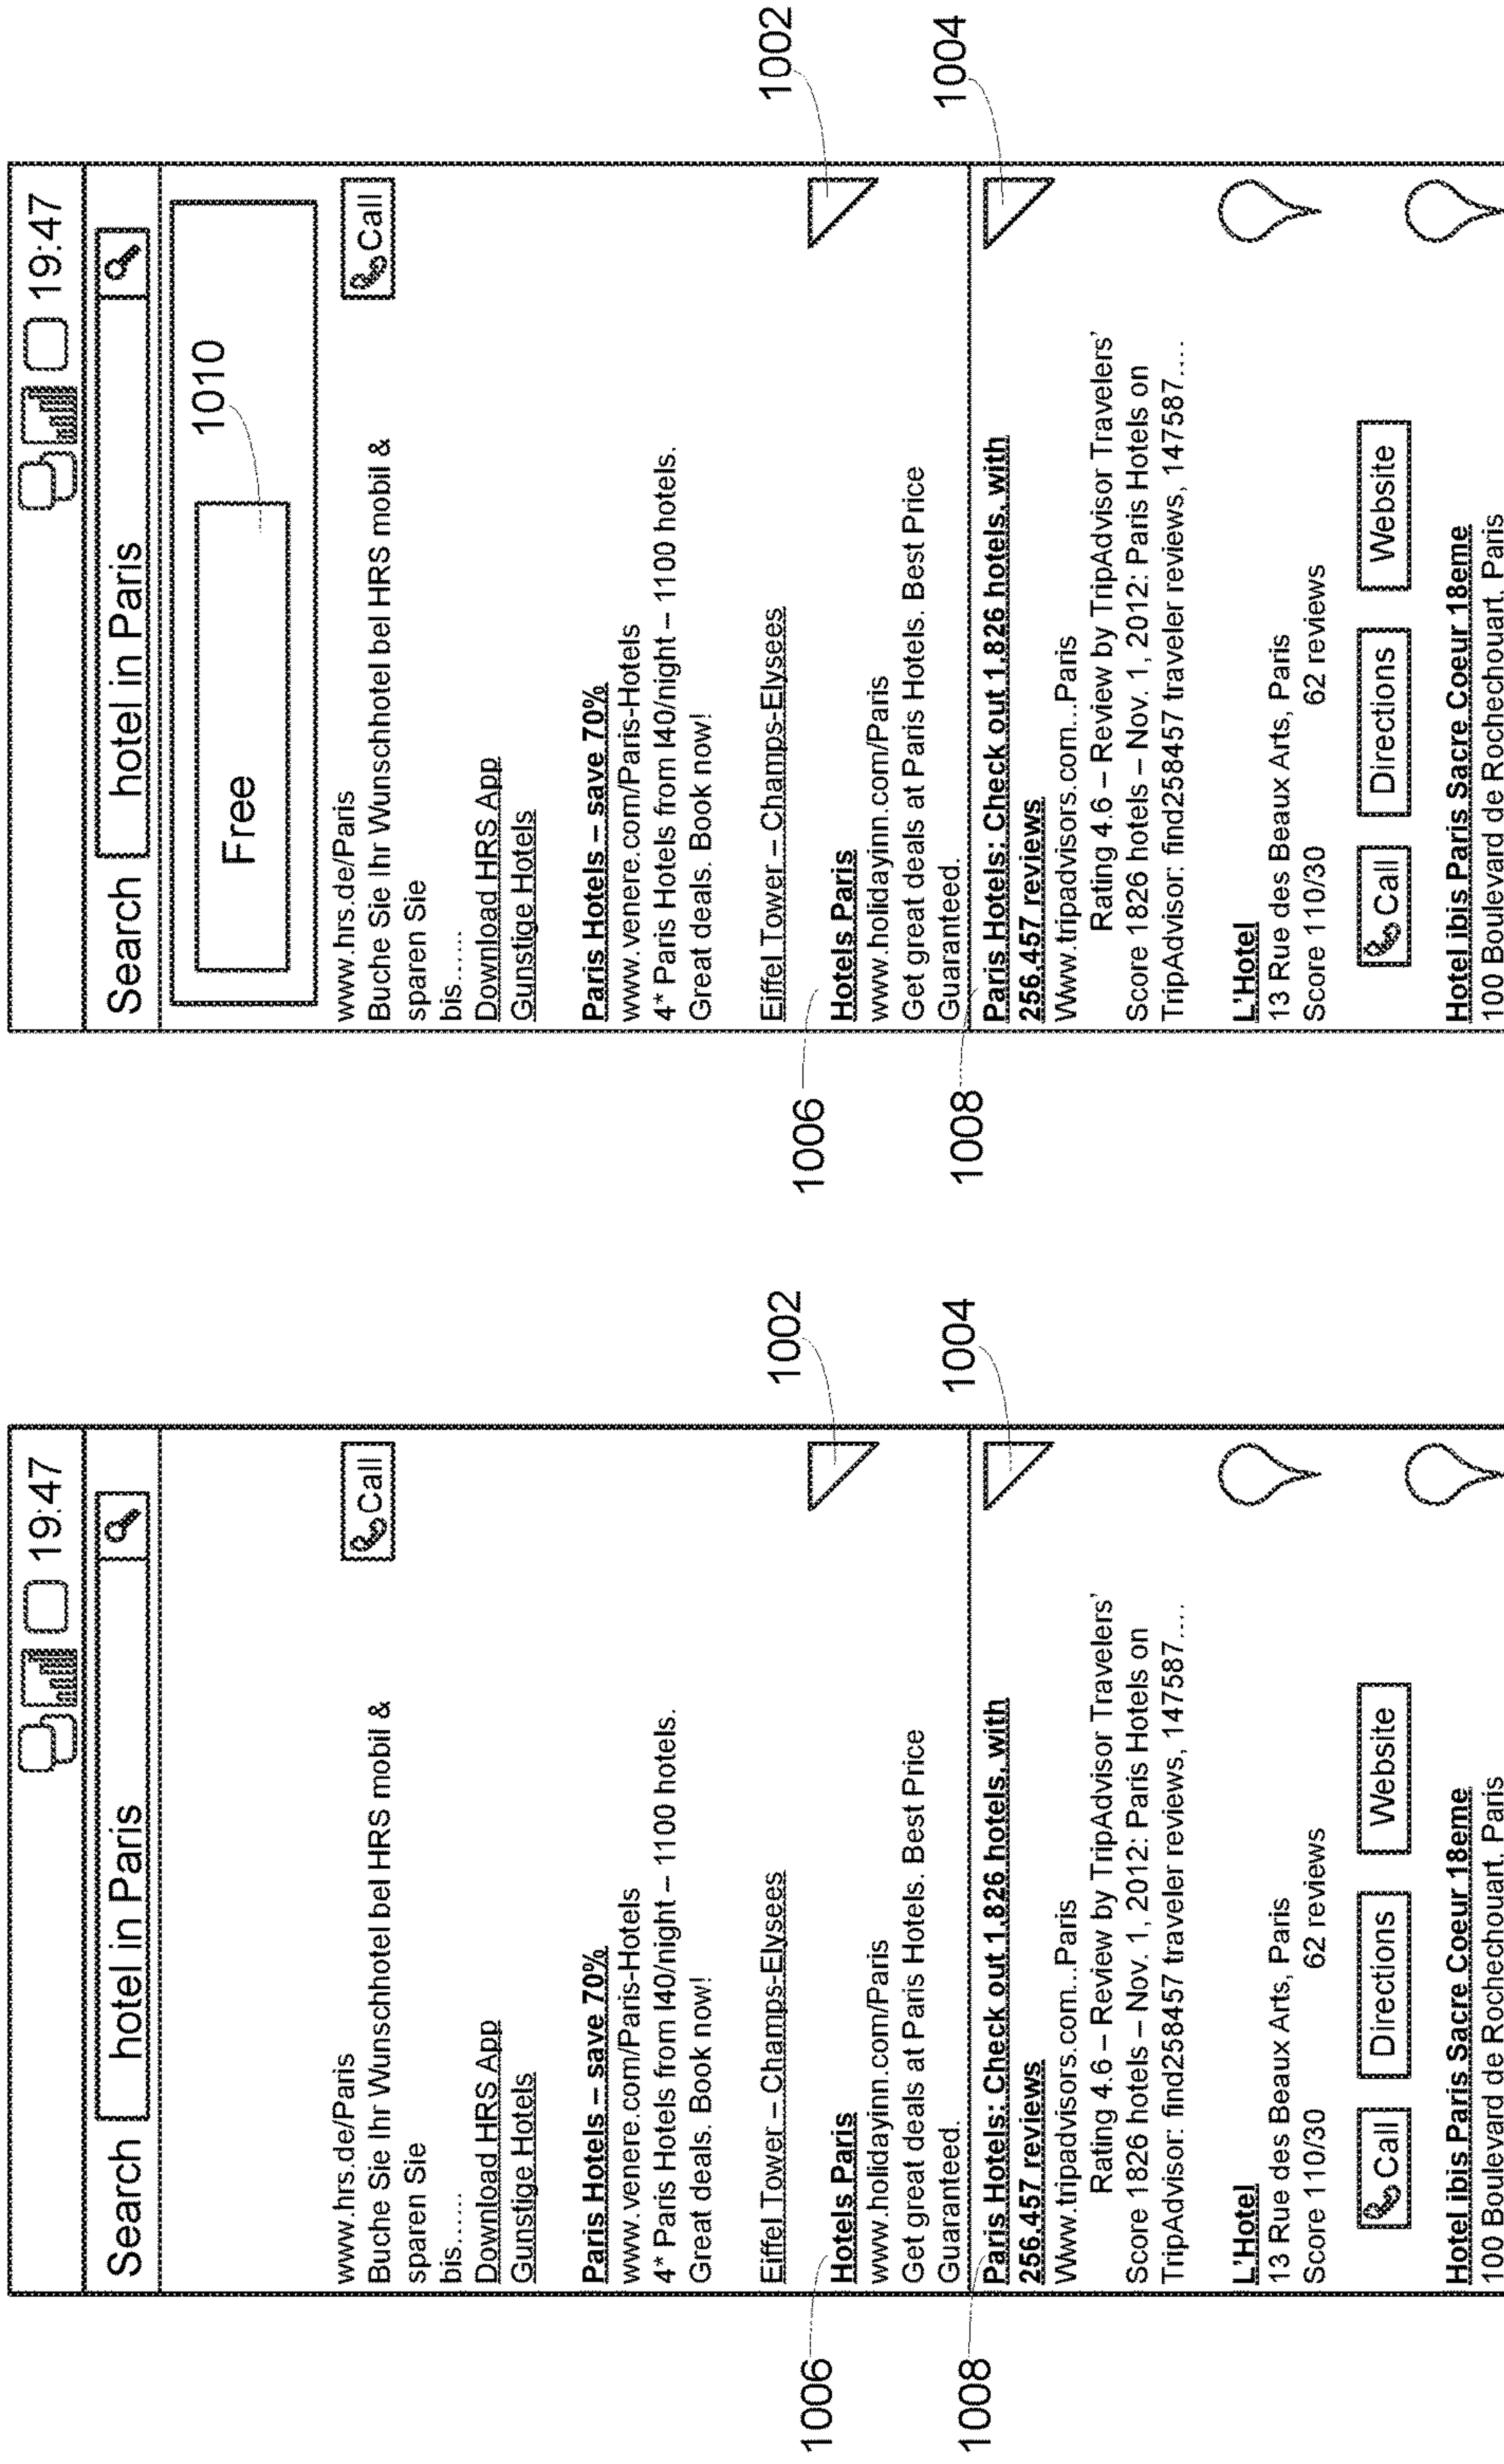 19:47
Search hotel in Paris
www.hrs.de/Paris
Call
Buche Sie Ihr Wunschhotel bel HRS mobil &
sparen Sie
bis......
Download HRS App
Gunstige Hotels
Paris Hotels – save 70%
www.venere.com/Paris-Hotels
4* Paris Hotels from I40/night – 1100 hotels.
Great deals. Book now!
Eiffel Tower – Champs-Elysees
1002
1006
Hotels Paris
www.holidayinn.com/Paris
Get great deals at Paris Hotels. Best Price
Guaranteed.
1004
1008
Paris Hotels: Check out 1,826 hotels, with
256,457 reviews
Www.tripadvisors.com...Paris
Rating 4.6 – Review by TripAdvisor Travelers'
Score 1826 hotels – Nov. 1, 2012: Paris Hotels on
TripAdvisor: find258457 traveler reviews, 147587....
L'Hotel
13 Rue des Beaux Arts, Paris
Score 110/30 62 reviews
Call Directions Website
Hotel ibis Paris Sacre Coeur 18eme
100 Boulevard de Rochechouart, Paris
19:47
Search hotel in Paris
1010
Free
www.hrs.de/Paris
Call
Buche Sie Ihr Wunschhotel bel HRS mobil &
sparen Sie
bis......
Download HRS App
Gunstige Hotels
Paris Hotels – save 70%
www.venere.com/Paris-Hotels
4* Paris Hotels from I40/night – 1100 hotels.
Great deals. Book now!
Eiffel Tower – Champs-Elysees
1002
1006
Hotels Paris
www.holidayinn.com/Paris
Get great deals at Paris Hotels. Best Price
Guaranteed.
1004
1008
Paris Hotels: Check out 1,826 hotels, with
256,457 reviews
Www.tripadvisors.com...Paris
Rating 4.6 – Review by TripAdvisor Travelers'
Score 1826 hotels – Nov. 1, 2012: Paris Hotels on
TripAdvisor: find258457 traveler reviews, 147587....
L'Hotel
13 Rue des Beaux Arts, Paris
Score 110/30 62 reviews
Call Directions Website
Hotel ibis Paris Sacre Coeur 18eme
100 Boulevard de Rochechouart, Paris